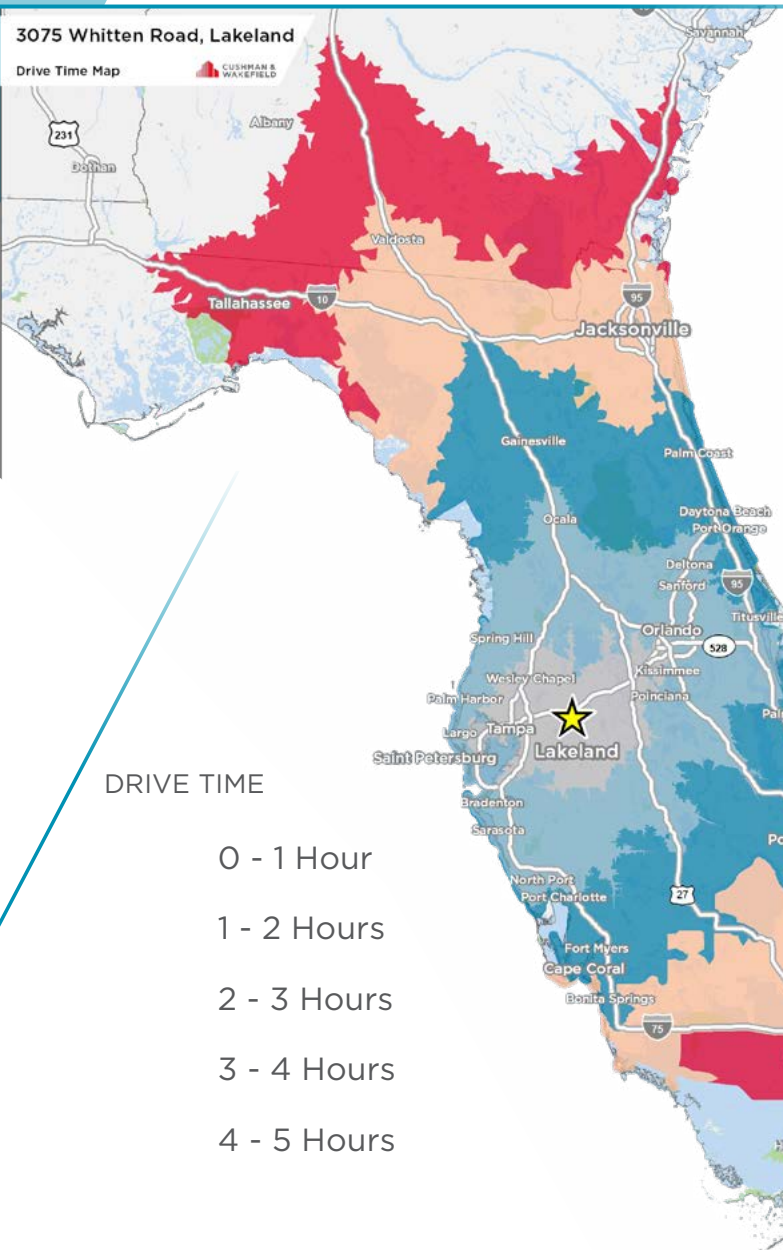 3075 Whitten Road, Lakeland
Drive Time Map
CUSHMAN &
WAKEFIELD
Savannah
Albany
231
Dothan
Valdosta
Tallahassee
10
95
Jacksonville
Gainesville
Palm Coast
Ocala
Daytona Beach
Port Orange
Deltona
Sanford
95
Titusville
Spring Hill
Orlando
528
Wesley Chapel
Kissimmee
Palm Harbor
Poinciana
Largo
Tampa
Lakeland
Saint Petersburg
DRIVE TIME
Bradenton
Sarasota
0 - 1 Hour
North Port
Port Charlotte
27
1 - 2 Hours
Fort Myers
Cape Coral
2 - 3 Hours
Bonita Springs
75
3 - 4 Hours
4 - 5 Hours